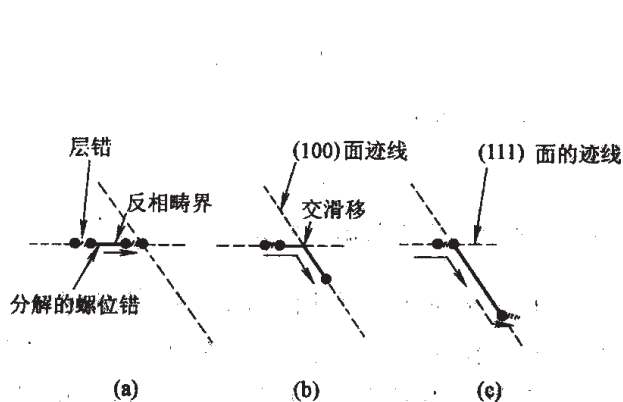 层错
(100)面迹线
(111) 面的迹线
反相畴界
交滑移
分解的螺位错
(a)
(b)
(c)